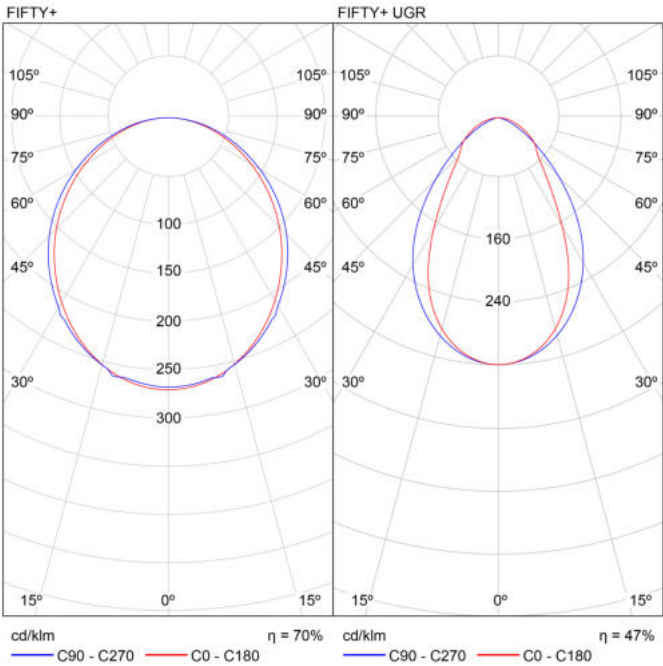 FIFTY+
105º 105º
90º 90º
75º 75º
60º 60º
100
45º 150 45º
200
250
30º 30º
300
15º 0º 15º
cd/klm η = 70%
C90 - C270 C0 - C180
FIFTY+ UGR
105º 105º
90º 90º
75º 75º
60º 60º
160
45º 45º
240
30º 30º
15º 0º 15º
cd/klm η = 47%
C90 - C270 C0 - C180